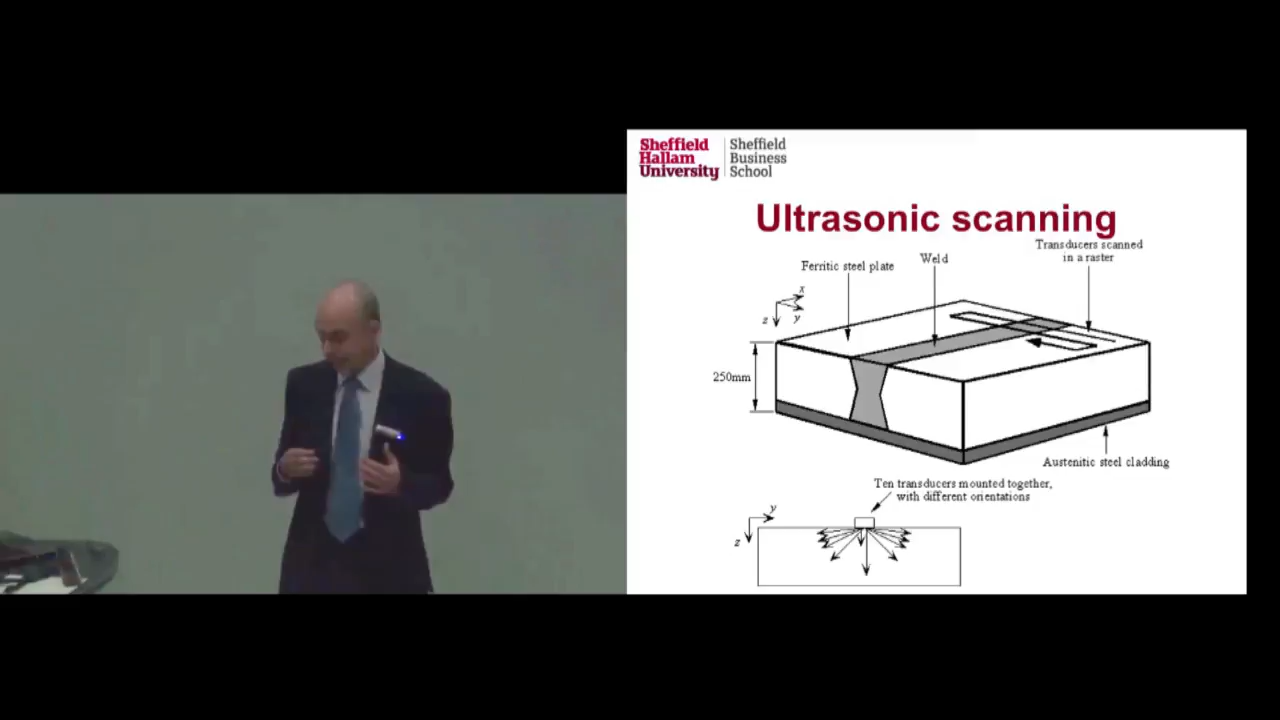 Sheffield
Hallam
University
Sheffield
Business
School
Ultrasonic scanning
Transducers scanned
in a raster
Weld
Ferritic steel plate
x
z
y
250mm
Austenitic steel cladding
Ten transducers mounted together,
with different orientations
y
z